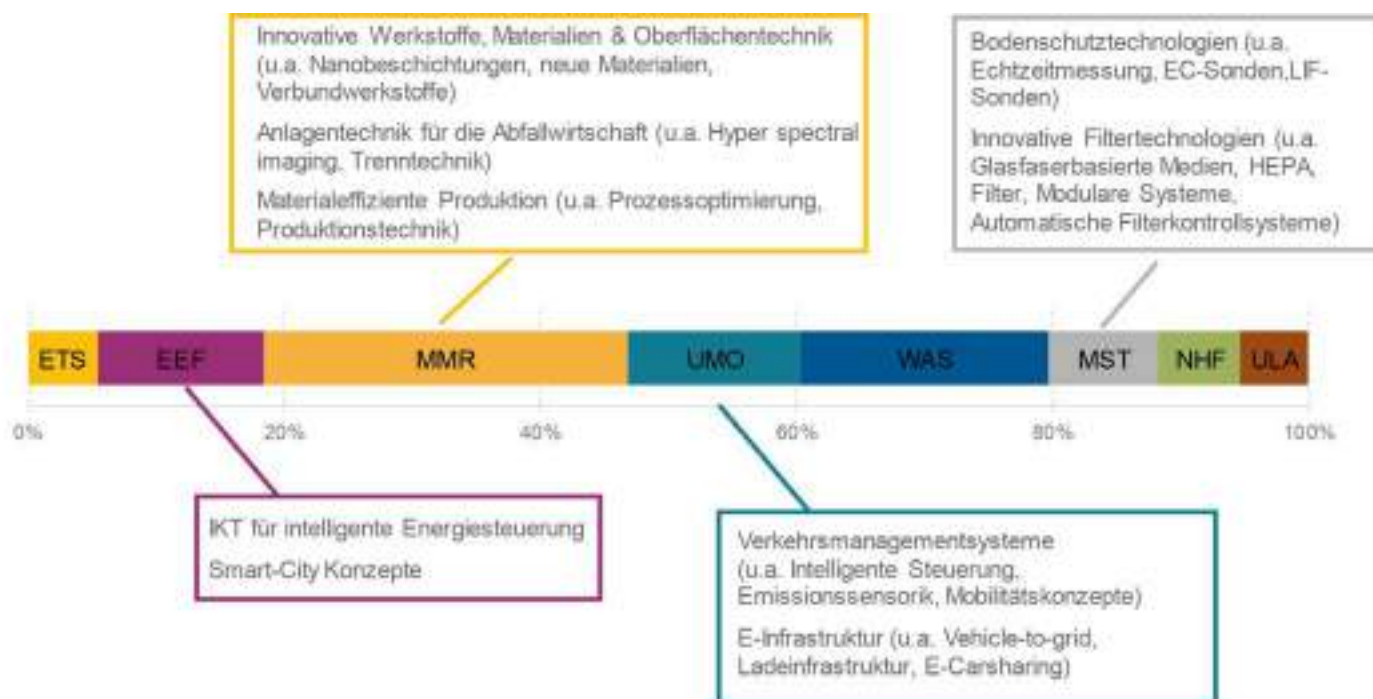 Innovative Werkstoffe, Materialien & Oberflächentechnik
(u.a. Nanobeschichtungen, neue Materialien,
Verbundwerkstoffe)
Anlagentechnik für die Abfallwirtschaft (u.a. Hyper spectral
imaging, Trenntechnik)
Materialeffiziente Produktion (u.a. Prozessoptimierung,
Produktionstechnik)
Bodenschutztechnologien (u.a.
Echtzeitmessung, EC-Sonden,LIF-
Sonden)
Innovative Filtertechnologien (u.a.
Glasfaserbasierte Medien, HEPA,
Filter, Modulare Systeme,
Automatische Filterkontrollsysteme)
ETS EEF MMR UMO WAS MST NHF ULA
0% 20% 40% 60% 80% 100%
IKT für intelligente Energiesteuerung
Smart-City Konzepte
Verkehrsmanagementsysteme
(u.a. Intelligente Steuerung,
Emissionssensorik, Mobilitätskonzepte)
E-Infrastruktur (u.a. Vehicle-to-grid,
Ladeinfrastruktur, E-Carsharing)